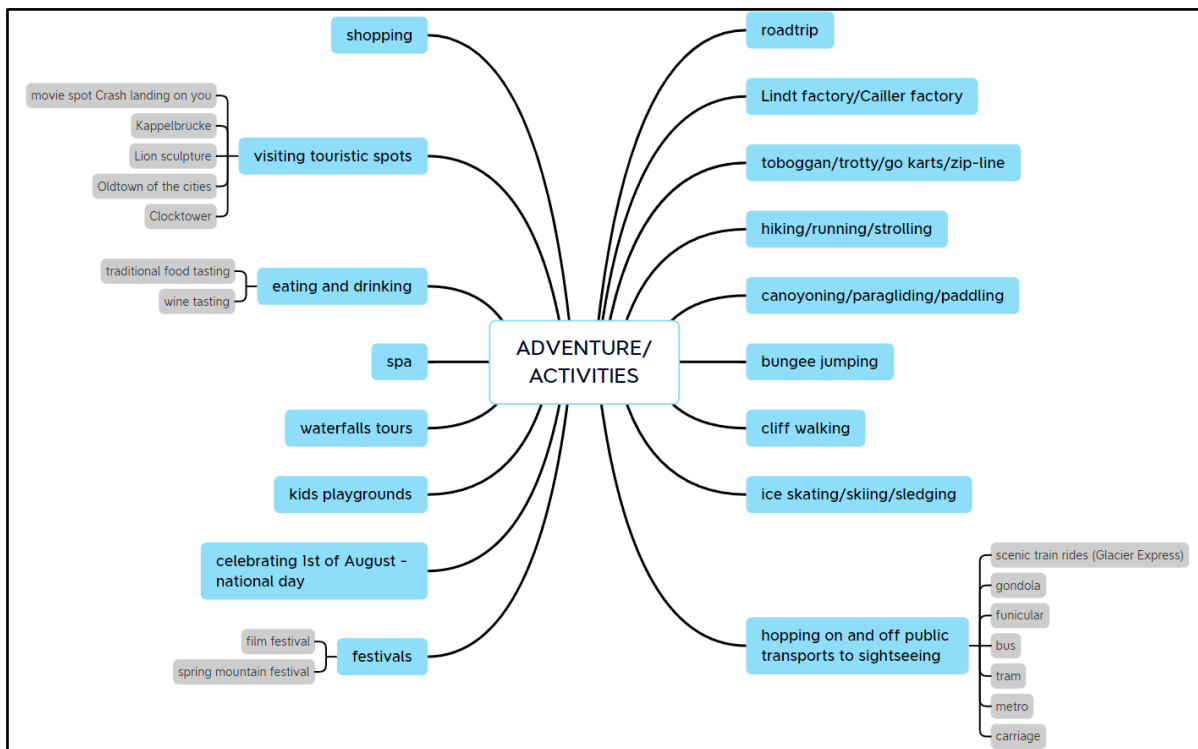 ADVENTURE/
ACTIVITIES
shopping
visiting touristic spots
movie spot Crash landing on you
Kappelbrücke
Lion sculpture
Oldtown of the cities
Clocktower
eating and drinking
traditional food tasting
wine tasting
spa
waterfalls tours
kids playgrounds
celebrating 1st of August -
national day
festivals
film festival
spring mountain festival
roadtrip
Lindt factory/Cailler factory
toboggan/trotty/go karts/zip-line
hiking/running/strolling
canoyoning/paragliding/paddling
bungee jumping
cliff walking
ice skating/skiing/sledging
hopping on and off public
transports to sightseeing
scenic train rides (Glacier Express)
gondola
funicular
bus
tram
metro
carriage